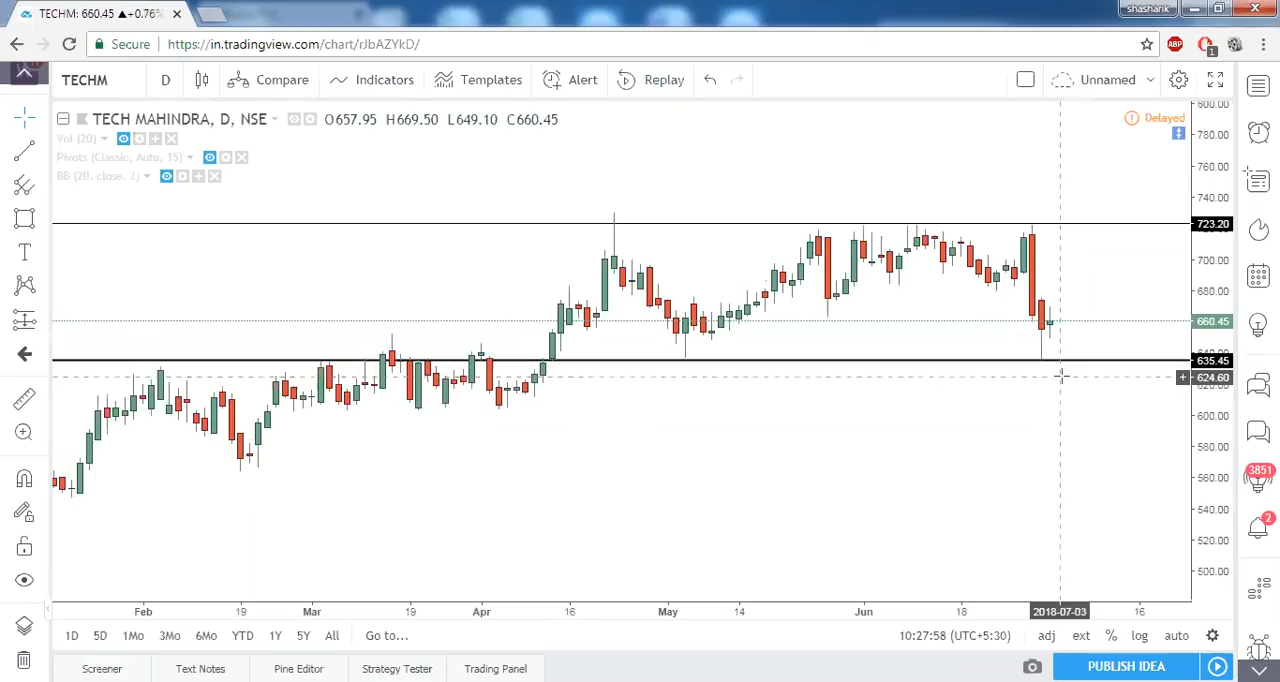 TECHM: 660.45 ▲+0.76%
shashank
Secure | https://in.tradingview.com/chart/rJbAZYkD/
ABP
1
TECHM D Compare Indicators Templates Alert Replay Unnamed
TECH MAHINDRA, D, NSE O657.95 H669.50 L649.10 C660.45
Delayed
Vol (20)
Pivots (Classic, Auto, 15)
BB (20, close, 2)
800.00
780.00
760.00
740.00
723.20
700.00
680.00
660.45
635.45
624.60
600.00
580.00
560.00
540.00
520.00
500.00
3851
2
Feb 19 Mar 19 Apr 16 May 14 Jun 18 2018-07-03 16
1D 5D 1Mo 3Mo 6Mo YTD 1Y 5Y All Go to... 10:27:58 (UTC+5:30) adj ext % log auto
Screener Text Notes Pine Editor Strategy Tester Trading Panel PUBLISH IDEA